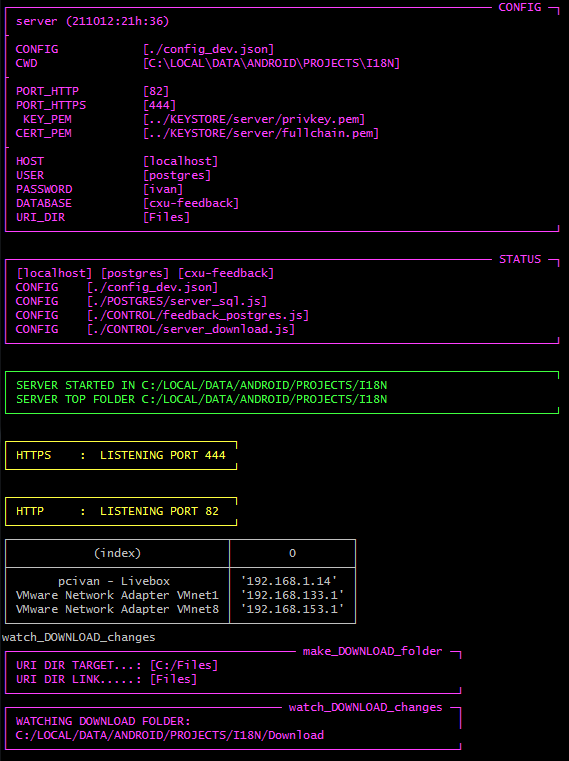 CONFIG
server (211012:21h:36)
CONFIG [./config_dev.json]
CWD [C:\LOCAL\DATA\ANDROID\PROJECTS\I18N]
PORT_HTTP [82]
PORT_HTTPS [444]
KEY_PEM [../KEYSTORE/server/privkey.pem]
CERT_PEM [../KEYSTORE/server/fullchain.pem]
HOST [localhost]
USER [postgres]
PASSWORD [ivan]
DATABASE [cxu-feedback]
URI_DIR [Files]
STATUS
[localhost] [postgres] [cxu-feedback]
CONFIG [./config_dev.json]
CONFIG [./POSTGRES/server_sql.js]
CONFIG [./CONTROL/feedback_postgres.js]
CONFIG [./CONTROL/server_download.js]
SERVER STARTED IN C:/LOCAL/DATA/ANDROID/PROJECTS/I18N
SERVER TOP FOLDER C:/LOCAL/DATA/ANDROID/PROJECTS/I18N
HTTPS : LISTENING PORT 444
HTTP : LISTENING PORT 82
(index) 0
pcivan - Livebox '192.168.1.14'
VMware Network Adapter VMnet1 '192.168.133.1'
VMware Network Adapter VMnet8 '192.168.153.1'
watch_DOWNLOAD_changes
make_DOWNLOAD_folder
URI DIR TARGET...: [C:/Files]
URI DIR LINK.....: [Files]
watch_DOWNLOAD_changes
WATCHING DOWNLOAD FOLDER:
C:/LOCAL/DATA/ANDROID/PROJECTS/I18N/Download